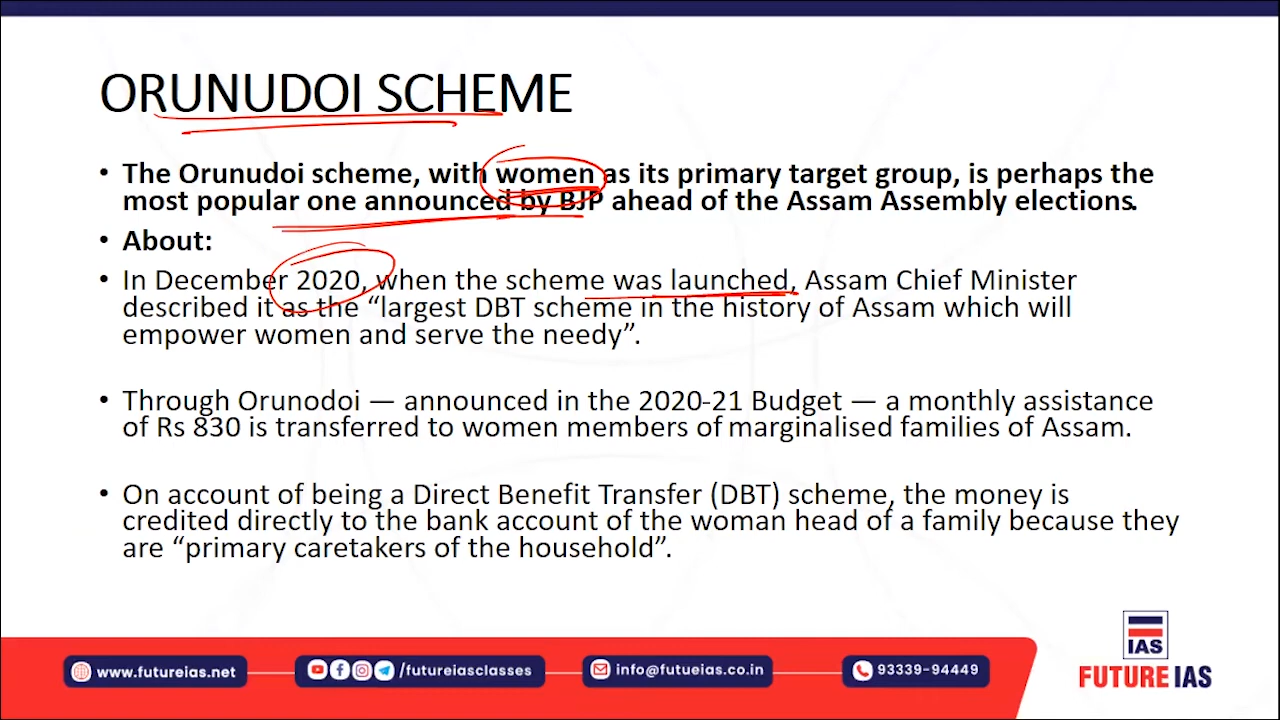 ORUNUDOI SCHEME
• The Orunudoi scheme, with women as its primary target group, is perhaps the
most popular one announced by BJP ahead of the Assam Assembly elections.
• About:
• In December 2020, when the scheme was launched, Assam Chief Minister
described it as the “largest DBT scheme in the history of Assam which will
empower women and serve the needy”.
• Through Orunodoi — announced in the 2020-21 Budget — a monthly assistance
of Rs 830 is transferred to women members of marginalised families of Assam.
• On account of being a Direct Benefit Transfer (DBT) scheme, the money is
credited directly to the bank account of the woman head of a family because they
are “primary caretakers of the household”.
IAS
FUTURE IAS
www.futureias.net
/futureiasclasses
info@futueias.co.in
93339-94449